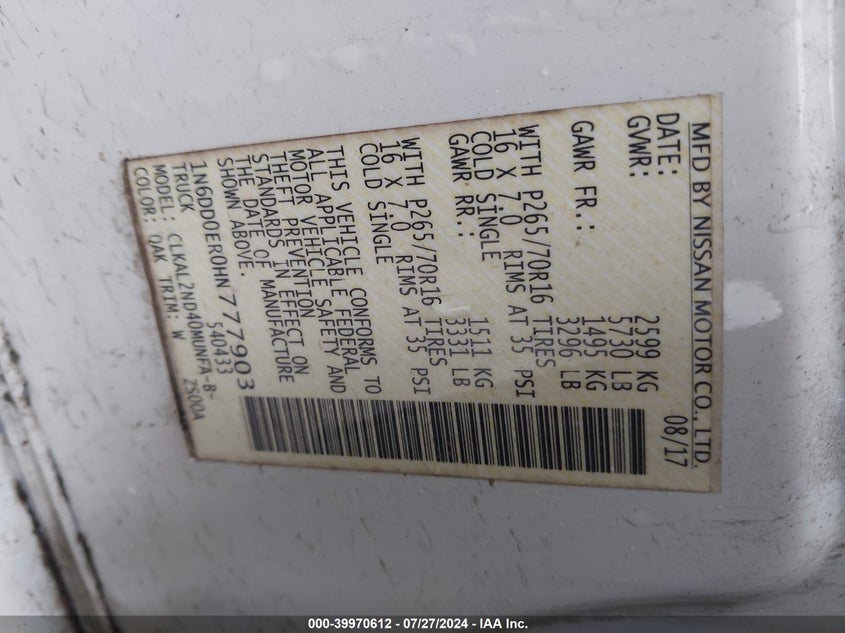 MFD BY NISSAN MOTOR CO., LTD.
DATE: 08/17
GVWR: 2599 KG
5730 LB
GAWR FR.: 1495 KG
3296 LB
WITH P265/70R16 TIRES
16 X 7.0 RIMS AT 35 PSI
COLD SINGLE
GAWR RR.: 1511 KG
3331 LB
WITH P265/70R16 TIRES
16 X 7.0 RIMS AT 35 PSI
COLD SINGLE
THIS VEHICLE CONFORMS TO
ALL APPLICABLE FEDERAL
MOTOR VEHICLE SAFETY AND
THEFT PREVENTION
STANDARDS IN EFFECT ON
THE DATE OF MANUFACTURE
SHOWN ABOVE.
1N6DD0ER0HN777903
TRUCK 540433
MODEL: CLKAL2ND40MUNFA-B-
COLOR: QAK TRIM: W ZS00A
000-39970612 - 07/27/2024 - IAA Inc.